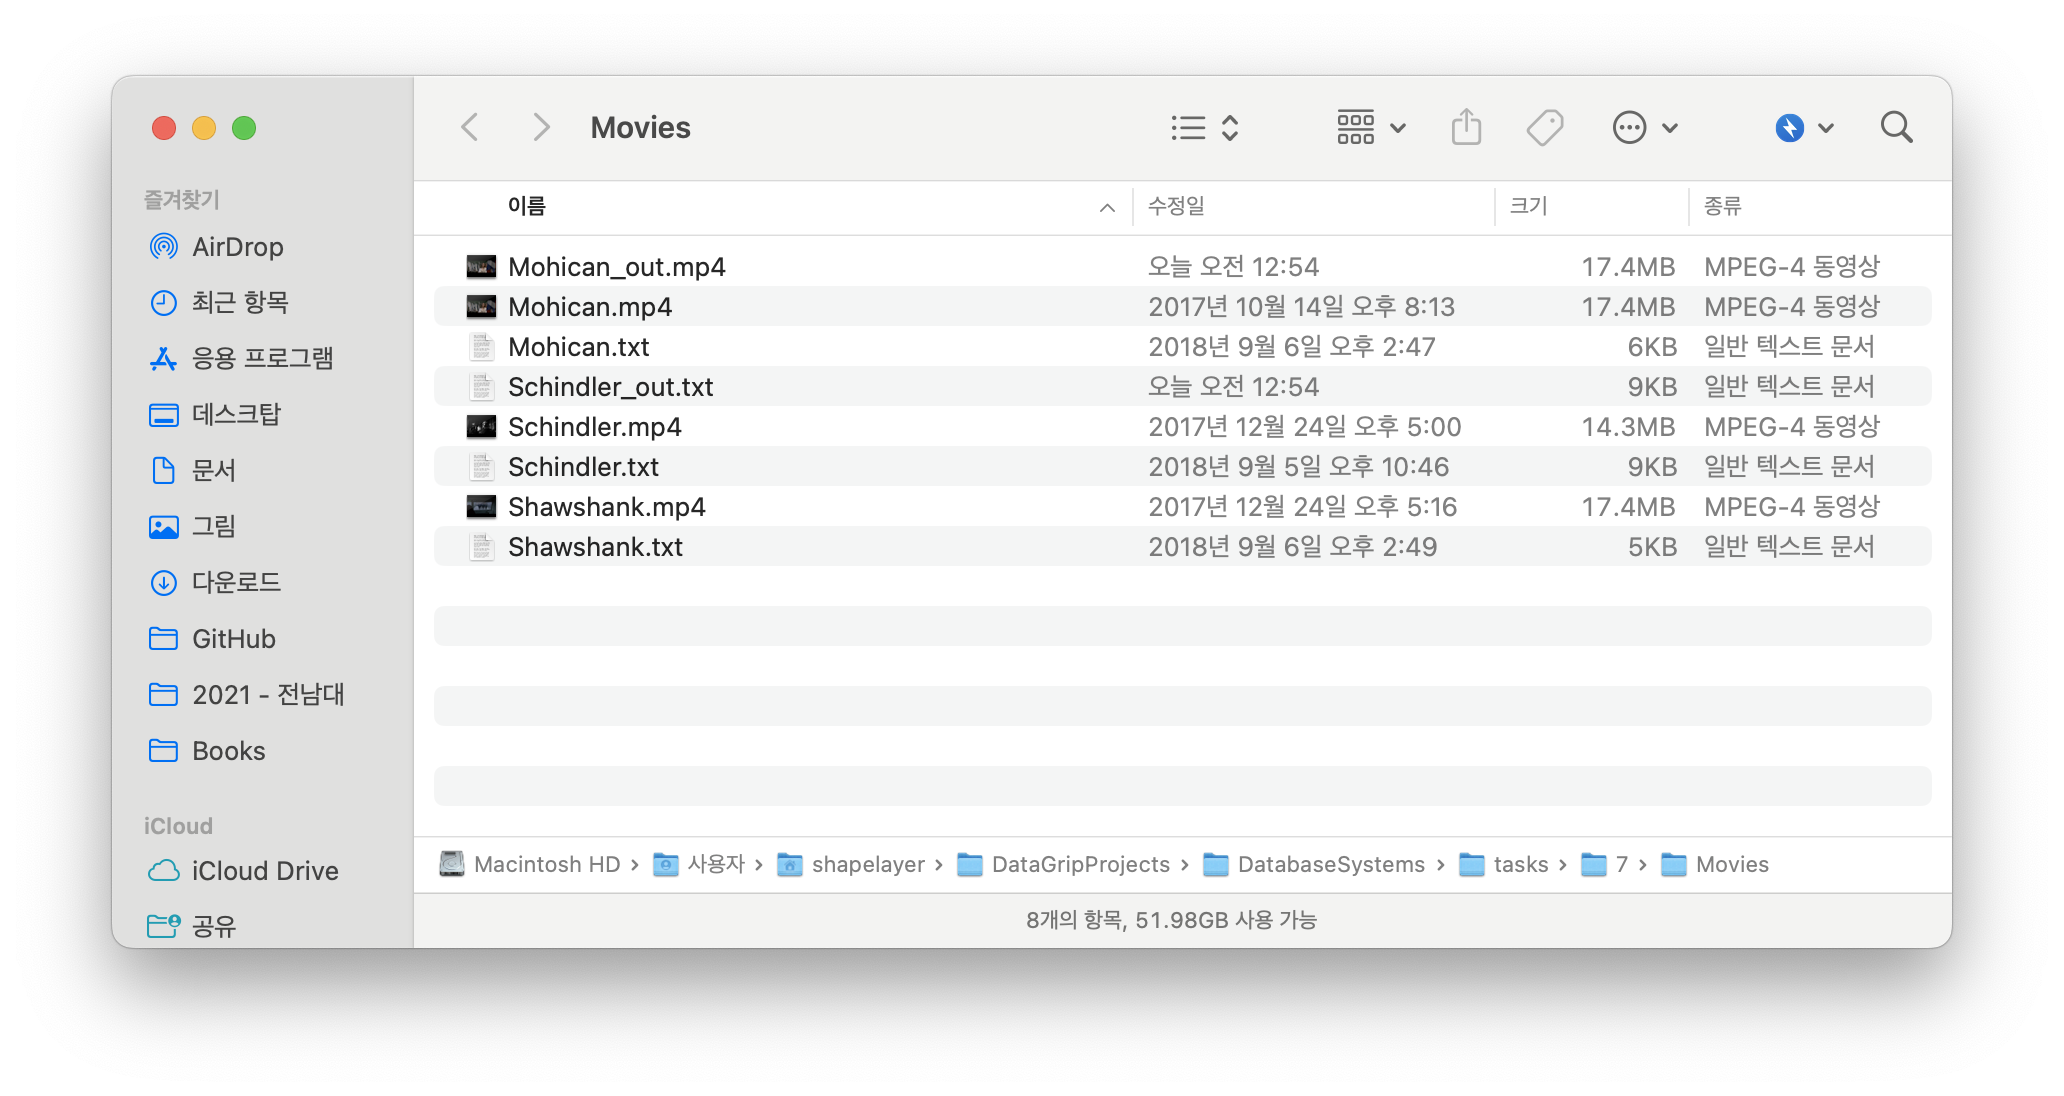 Movies
즐겨찾기
AirDrop
최근 항목
응용 프로그램
데스크탑
문서
그림
다운로드
GitHub
2021 - 전남대
Books
iCloud
iCloud Drive
공유
이름 수정일 크기 종류
Mohican_out.mp4 오늘 오전 12:54 17.4MB MPEG-4 동영상
Mohican.mp4 2017년 10월 14일 오후 8:13 17.4MB MPEG-4 동영상
Mohican.txt 2018년 9월 6일 오후 2:47 6KB 일반 텍스트 문서
Schindler_out.txt 오늘 오전 12:54 9KB 일반 텍스트 문서
Schindler.mp4 2017년 12월 24일 오후 5:00 14.3MB MPEG-4 동영상
Schindler.txt 2018년 9월 5일 오후 10:46 9KB 일반 텍스트 문서
Shawshank.mp4 2017년 12월 24일 오후 5:16 17.4MB MPEG-4 동영상
Shawshank.txt 2018년 9월 6일 오후 2:49 5KB 일반 텍스트 문서
Macintosh HD › 사용자 › shapelayer › DataGripProjects › DatabaseSystems › tasks › 7 › Movies
8개의 항목, 51.98GB 사용 가능